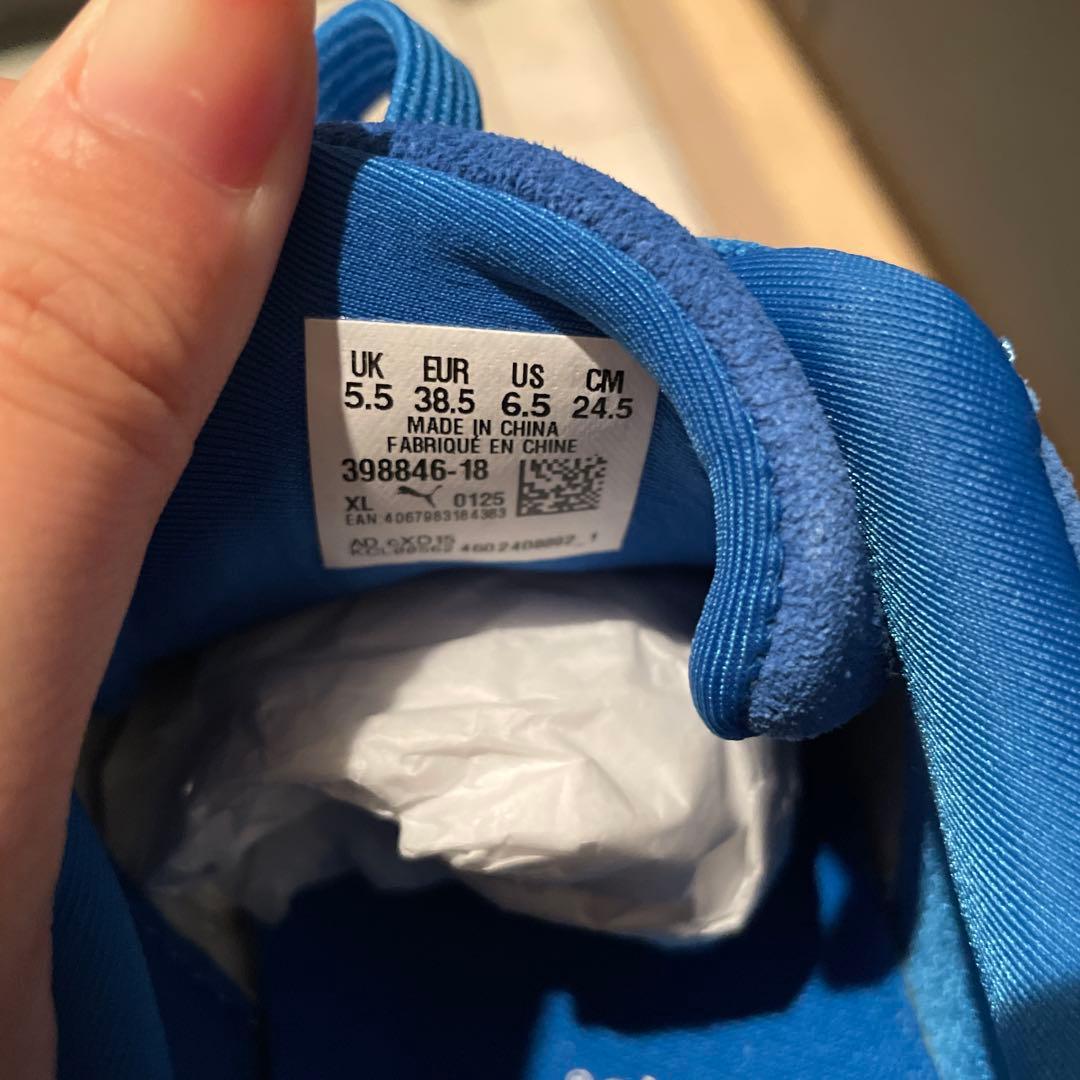 UK EUR US CM
5.5 38.5 6.5 24.5
MADE IN CHINA
FABRIQUÉ EN CHINE
398846-18
XL 0125
EAN: 4067983184383